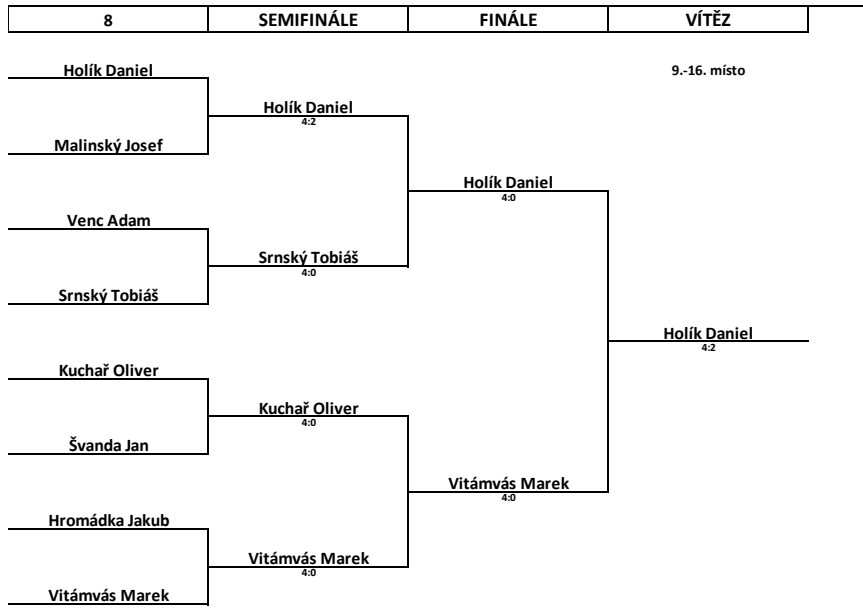 8 SEMIFINÁLE FINÁLE VÍTĚZ
Holík Daniel 9.-16. místo
Holík Daniel
4:2
Malinský Josef
Holík Daniel
4:0
Venc Adam
Srnský Tobiáš
4:0
Srnský Tobiáš
Holík Daniel
4:2
Kuchař Oliver
Kuchař Oliver
4:0
Švanda Jan
Vitámvás Marek
4:0
Hromádka Jakub
Vitámvás Marek
4:0
Vitámvás Marek